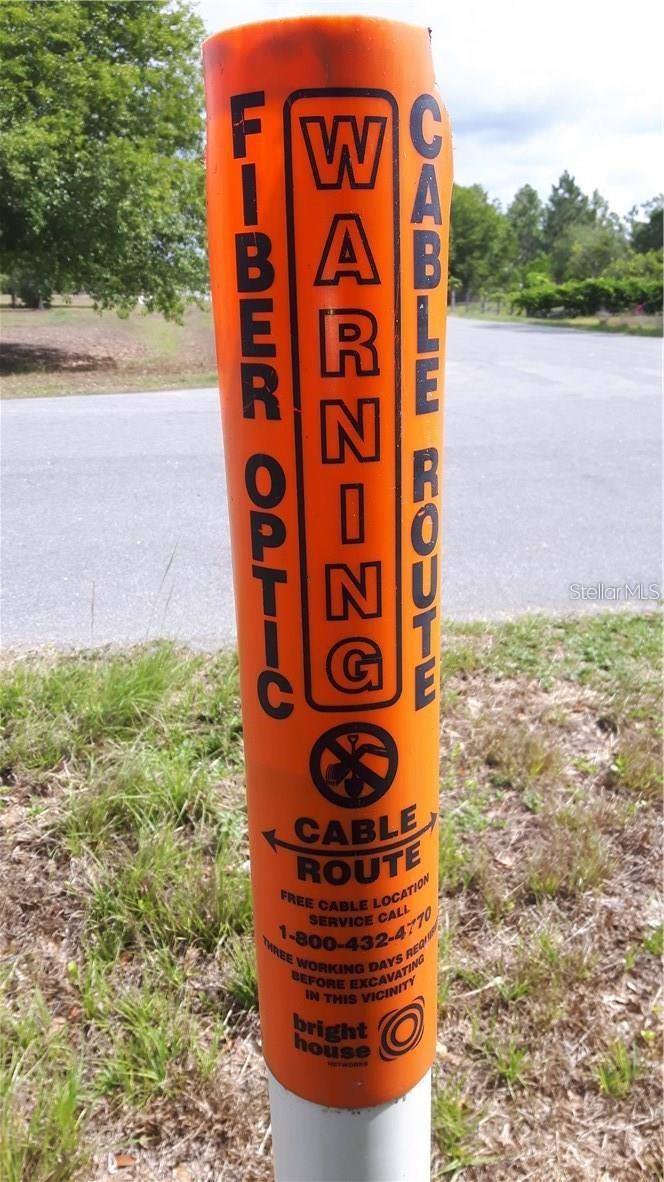 FIBER OPTIC
WARNING
CABLE ROUTE
CABLE
ROUTE
FREE CABLE LOCATION
SERVICE CALL
1-800-432-4770
THREE WORKING DAYS
BEFORE EXCAVATING
IN THIS VICINITY
bright
house
NETWORKS
StellarMLS